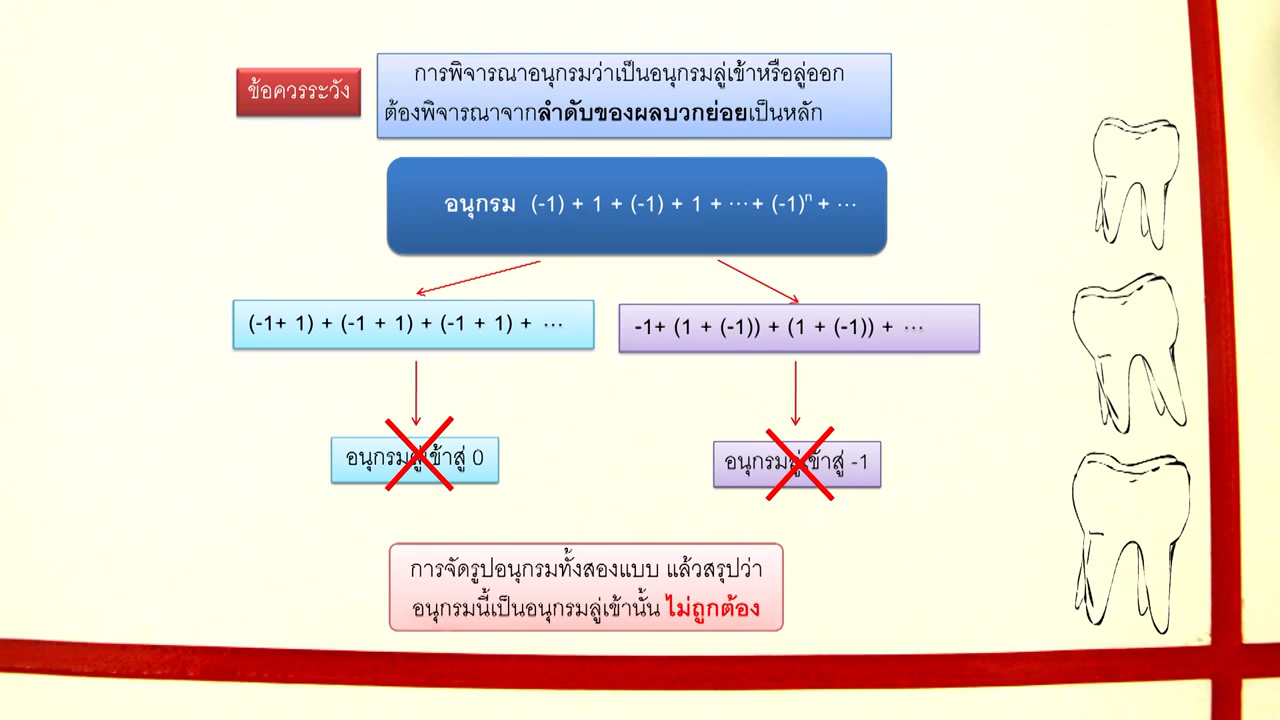 ข้อควรระวัง
การพิจารณาอนุกรมว่าเป็นอนุกรมลู่เข้าหรือลู่ออก
ต้องพิจารณาจากลำดับของผลบวกย่อยเป็นหลัก
อนุกรม (-1) + 1 + (-1) + 1 + ⋯ + (-1)ⁿ + ⋯
(-1+ 1) + (-1 + 1) + (-1 + 1) + ⋯
-1+ (1 + (-1)) + (1 + (-1)) + ⋯
อนุกรมลู่เข้าสู่ 0
อนุกรมลู่เข้าสู่ -1
การจัดรูปอนุกรมทั้งสองแบบ แล้วสรุปว่า
อนุกรมนี้เป็นอนุกรมลู่เข้านั้น ไม่ถูกต้อง